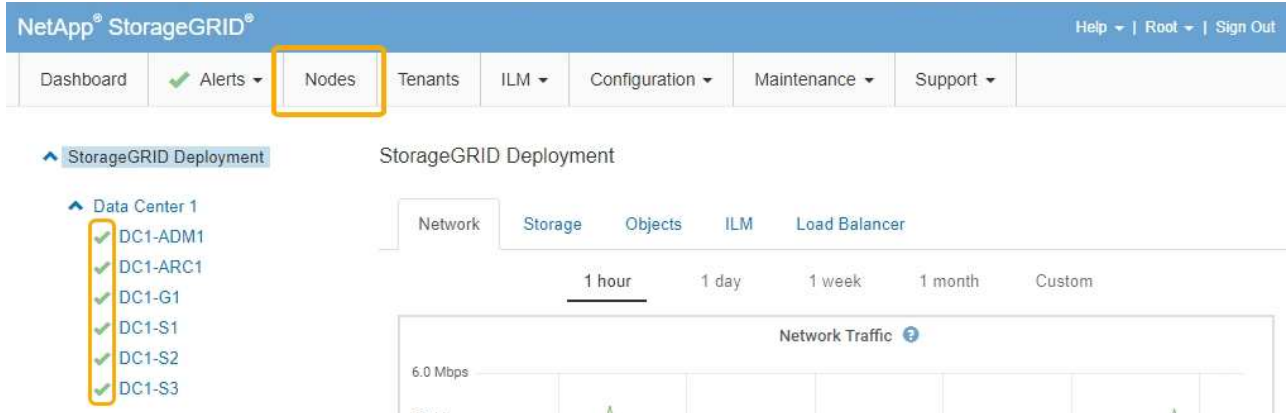 NetApp® StorageGRID®
Help | Root | Sign Out
Dashboard Alerts Nodes Tenants ILM Configuration Maintenance Support
StorageGRID Deployment
Data Center 1
DC1-ADM1
DC1-ARC1
DC1-G1
DC1-S1
DC1-S2
DC1-S3
StorageGRID Deployment
Network Storage Objects ILM Load Balancer
1 hour 1 day 1 week 1 month Custom
Network Traffic
6.0 Mbps